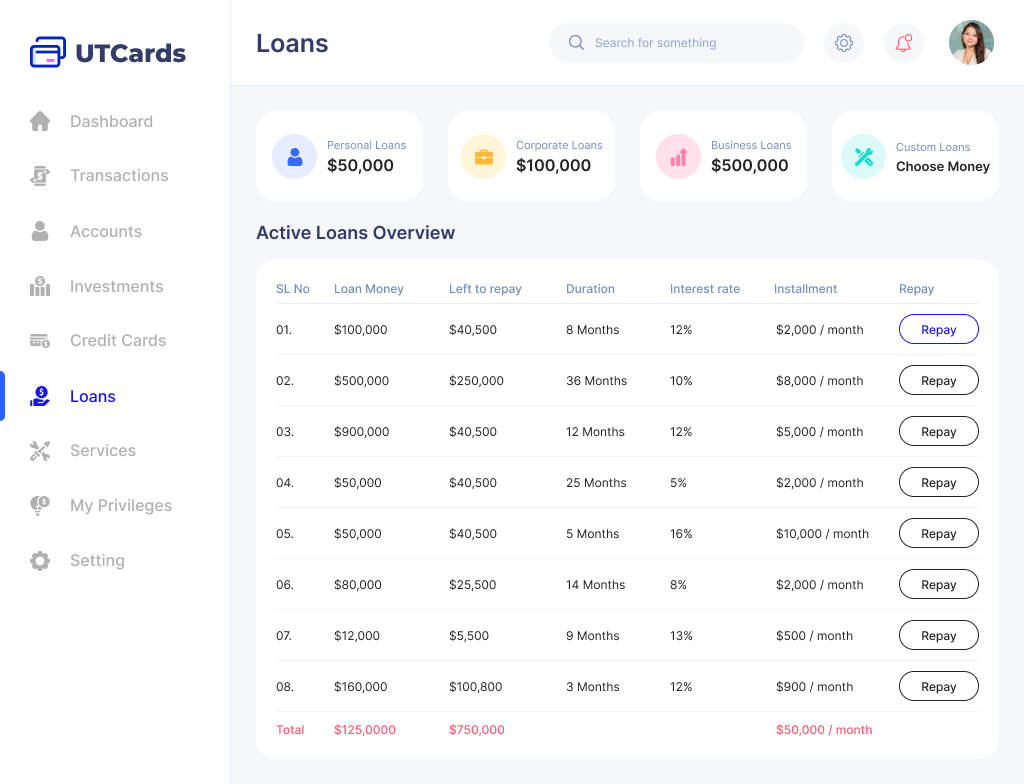 UTCards
Loans
Search for something
Dashboard
Transactions
Accounts
Investments
Credit Cards
Loans
Services
My Privileges
Setting
Personal Loans
$50,000
Corporate Loans
$100,000
Business Loans
$500,000
Custom Loans
Choose Money
Active Loans Overview
SL No Loan Money Left to repay Duration Interest rate Installment Repay
01. $100,000 $40,500 8 Months 12% $2,000 / month Repay
02. $500,000 $250,000 36 Months 10% $8,000 / month Repay
03. $900,000 $40,500 12 Months 12% $5,000 / month Repay
04. $50,000 $40,500 25 Months 5% $2,000 / month Repay
05. $50,000 $40,500 5 Months 16% $10,000 / month Repay
06. $80,000 $25,500 14 Months 8% $2,000 / month Repay
07. $12,000 $5,500 9 Months 13% $500 / month Repay
08. $160,000 $100,800 3 Months 12% $900 / month Repay
Total $125,0000 $750,000 $50,000 / month